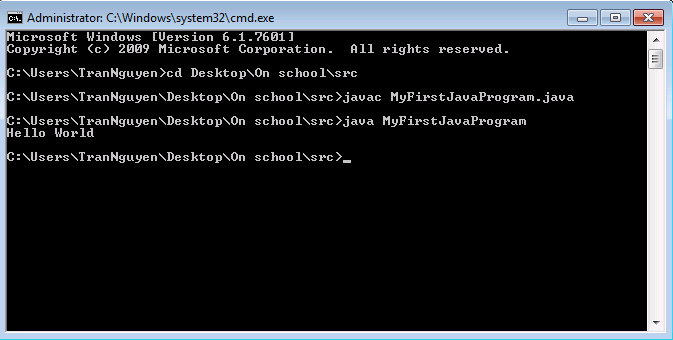 Administrator: C:\Windows\system32\cmd.exe
Microsoft Windows [Version 6.1.7601]
Copyright (c) 2009 Microsoft Corporation.  All rights reserved.
C:\Users\TranNguyen>cd Desktop\On school\src
C:\Users\TranNguyen\Desktop\On school\src>javac MyFirstJavaProgram.java
C:\Users\TranNguyen\Desktop\On school\src>java MyFirstJavaProgram
Hello World
C:\Users\TranNguyen\Desktop\On school\src>_